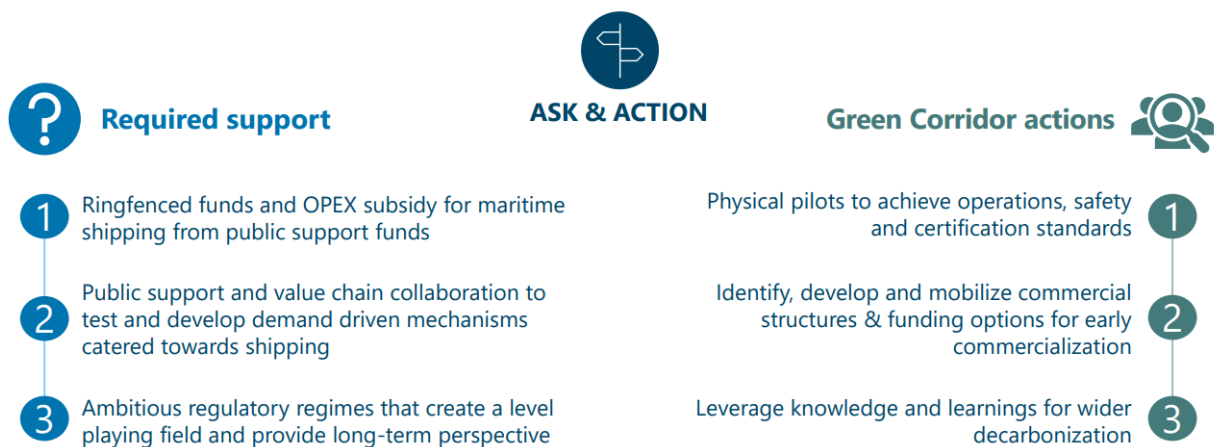 ASK & ACTION
Required support
1
Ringfenced funds and OPEX subsidy for maritime
shipping from public support funds
2
Public support and value chain collaboration to
test and develop demand driven mechanisms
catered towards shipping
3
Ambitious regulatory regimes that create a level
playing field and provide long-term perspective
Green Corridor actions
Physical pilots to achieve operations, safety
and certification standards
1
Identify, develop and mobilize commercial
structures & funding options for early
commercialization
2
Leverage knowledge and learnings for wider
decarbonization
3